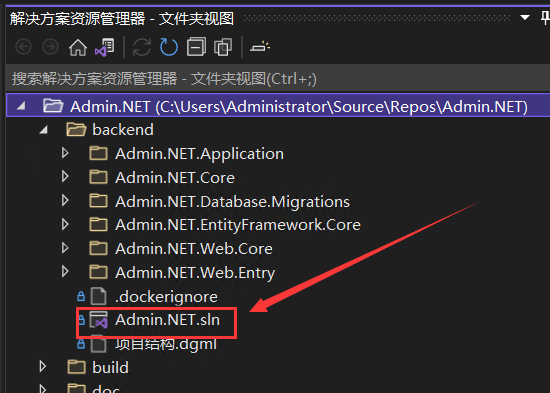 解决方案资源管理器 - 文件夹视图
搜索解决方案资源管理器 - 文件夹视图(Ctrl+;)
Admin.NET (C:\Users\Administrator\Source\Repos\Admin.NET)
backend
Admin.NET.Application
Admin.NET.Core
Admin.NET.Database.Migrations
Admin.NET.EntityFramework.Core
Admin.NET.Web.Core
Admin.NET.Web.Entry
.dockerignore
Admin.NET.sln
项目结构.dgml
build
doc